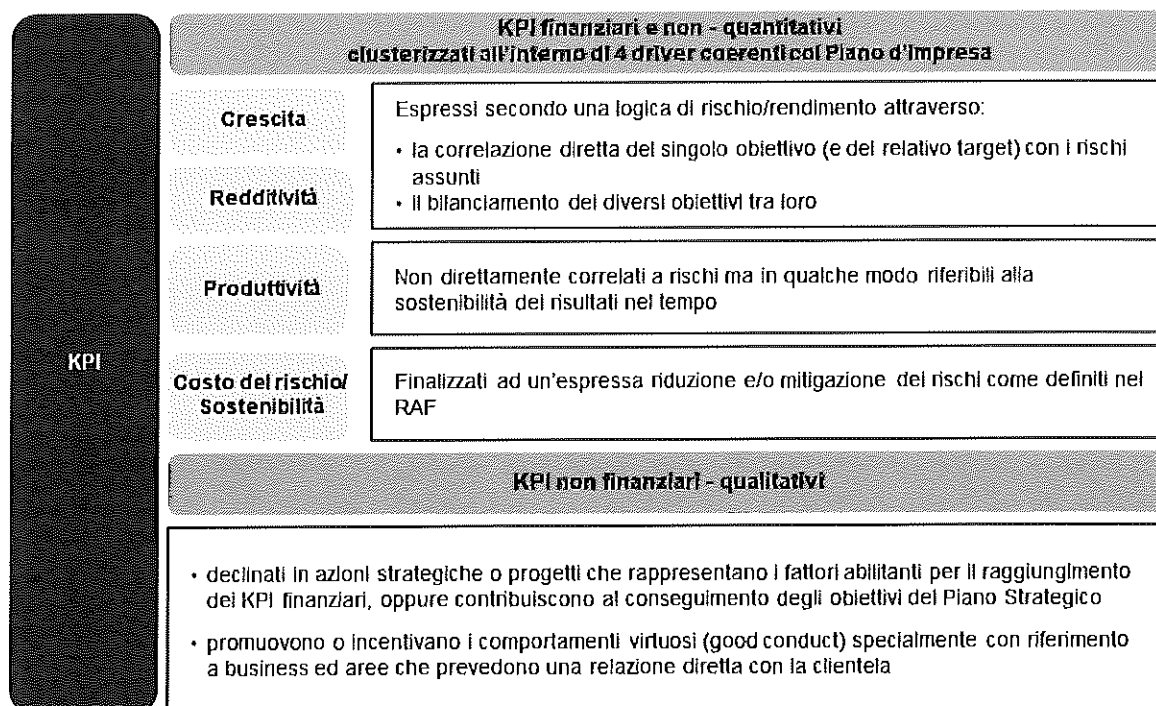 KPI
KPI finanziari e non - quantitativi
clusterizzati all'interno di 4 driver coerenti col Piano d'Impresa
Crescita
Redditività
Espressi secondo una logica di rischio/rendimento attraverso:
• la correlazione diretta del singolo obiettivo (e del relativo target) con i rischi
assunti
• il bilanciamento dei diversi obiettivi tra loro
Produttività
Non direttamente correlati a rischi ma in qualche modo riferibili alla
sostenibilità dei risultati nel tempo
Costo del rischio/
Sostenibilità
Finalizzati ad un'espressa riduzione e/o mitigazione dei rischi come definiti nel
RAF
KPI non finanziari - qualitativi
• declinati in azioni strategiche o progetti che rappresentano i fattori abilitanti per il raggiungimento
dei KPI finanziari, oppure contribuiscono al conseguimento degli obiettivi del Piano Strategico
• promuovono o incentivano i comportamenti virtuosi (good conduct) specialmente con riferimento
a business ed aree che prevedono una relazione diretta con la clientela